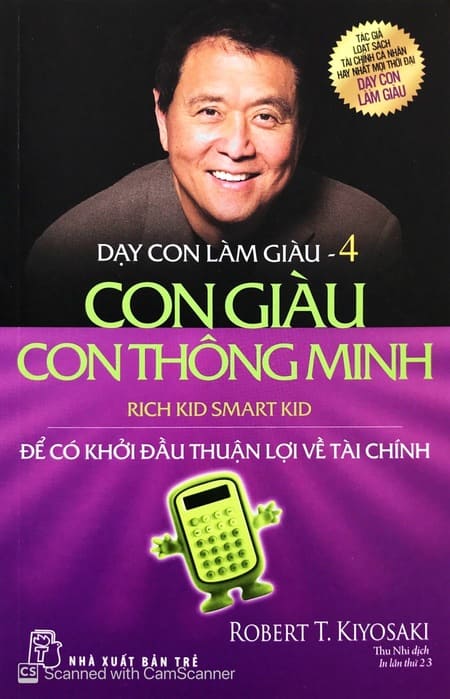 TÁC GIẢ
LOẠT SÁCH
TÀI CHÍNH CÁ NHÂN
HAY NHẤT MỌI THỜI ĐẠI
DẠY CON
LÀM GIÀU
DẠY CON LÀM GIÀU - 4
CON GIÀU
CON THÔNG MINH
RICH KID SMART KID
ĐỂ CÓ KHỞI ĐẦU THUẬN LỢI VỀ TÀI CHÍNH
ROBERT T. KIYOSAKI
Thu Nhi dịch
In lần thứ 23
NHÀ XUẤT BẢN TRẺ
CS Scanned with CamScanner